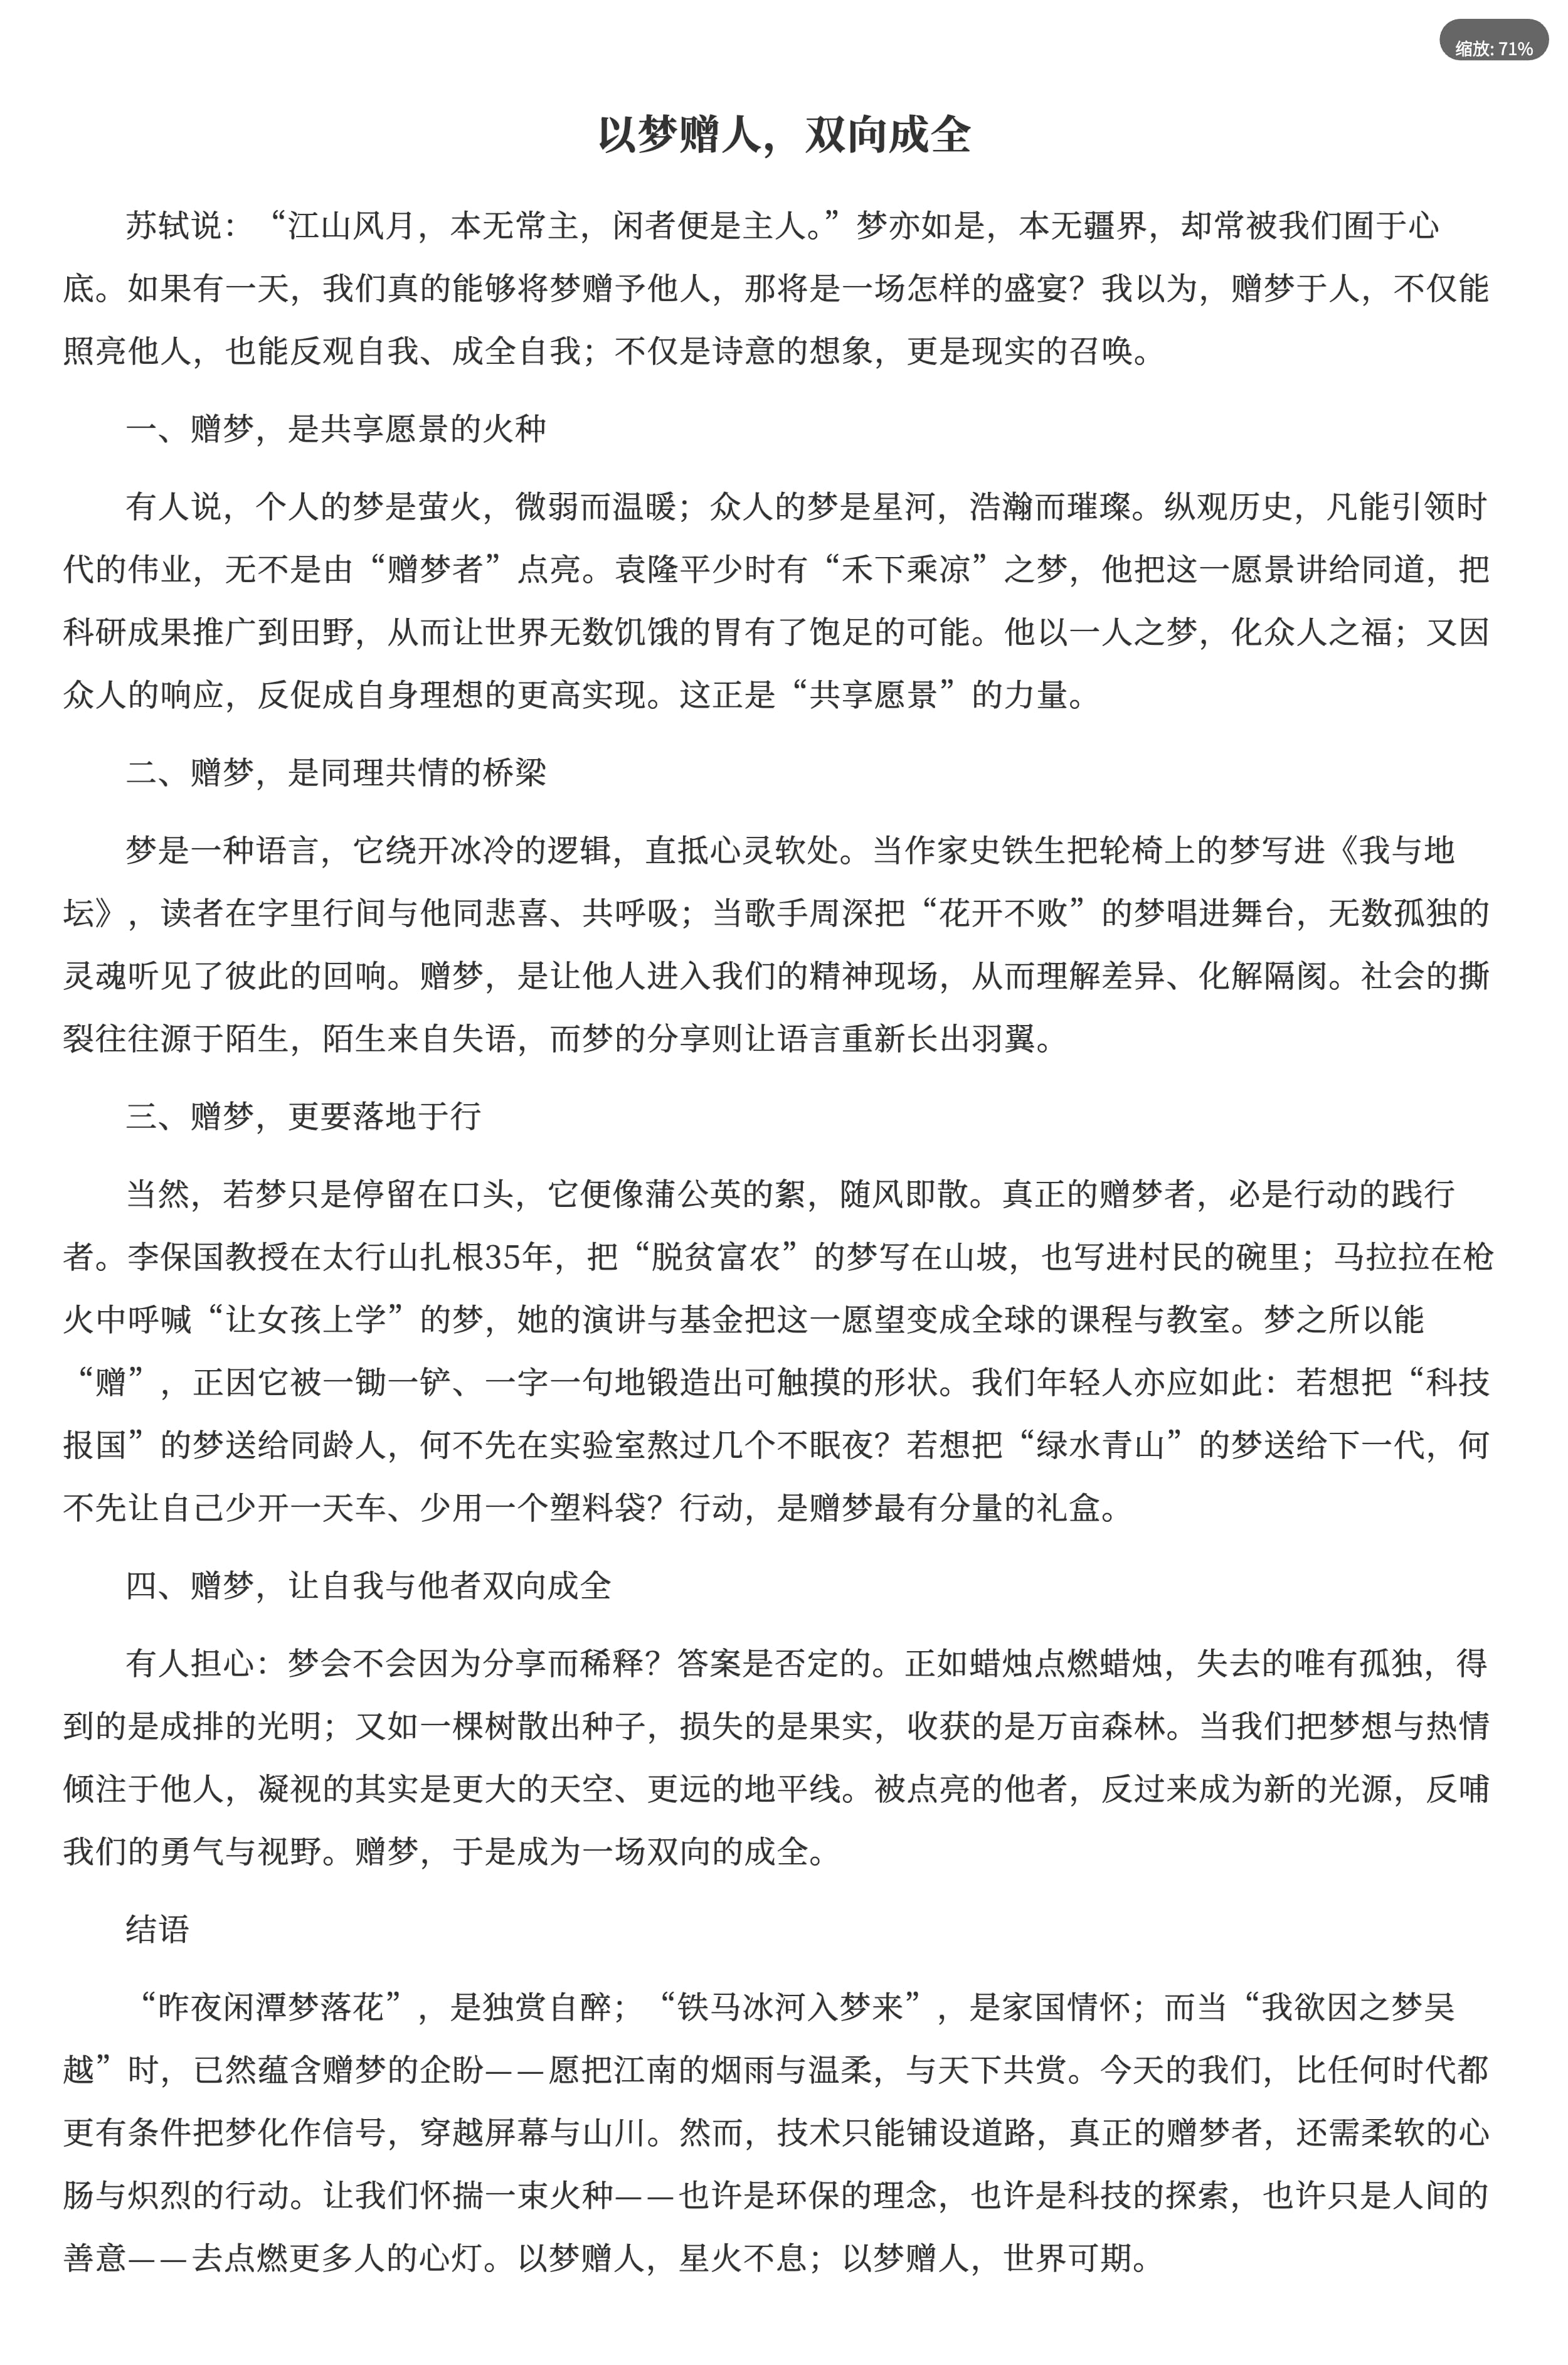 缩放: 71%
以梦赠人，双向成全
苏轼说：“江山风月，本无常主，闲者便是主人。”梦亦如是，本无疆界，却常被我们囿于心
底。如果有一天，我们真的能够将梦赠予他人，那将是一场怎样的盛宴？我以为，赠梦于人，不仅能
照亮他人，也能反观自我、成全自我；不仅是诗意的想象，更是现实的召唤。
一、赠梦，是共享愿景的火种
有人说，个人的梦是萤火，微弱而温暖；众人的梦是星河，浩瀚而璀璨。纵观历史，凡能引领时
代的伟业，无不是由“赠梦者”点亮。袁隆平少时有“禾下乘凉”之梦，他把这一愿景讲给同道，把
科研成果推广到田野，从而让世界无数饥饿的胃有了饱足的可能。他以一人之梦，化众人之福；又因
众人的响应，反促成自身理想的更高实现。这正是“共享愿景”的力量。
二、赠梦，是同理共情的桥梁
梦是一种语言，它绕开冰冷的逻辑，直抵心灵软处。当作家史铁生把轮椅上的梦写进《我与地
坛》，读者在字里行间与他同悲喜、共呼吸；当歌手周深把“花开不败”的梦唱进舞台，无数孤独的
灵魂听见了彼此的回响。赠梦，是让他人进入我们的精神现场，从而理解差异、化解隔阂。社会的撕
裂往往源于陌生，陌生来自失语，而梦的分享则让语言重新长出羽翼。
三、赠梦，更要落地于行
当然，若梦只是停留在口头，它便像蒲公英的絮，随风即散。真正的赠梦者，必是行动的践行
者。李保国教授在太行山扎根35年，把“脱贫富农”的梦写在山坡，也写进村民的碗里；马拉拉在枪
火中呼喊“让女孩上学”的梦，她的演讲与基金把这一愿望变成全球的课程与教室。梦之所以能
“赠”，正因它被一锄一铲、一字一句地锻造出可触摸的形状。我们年轻人亦应如此：若想把“科技
报国”的梦送给同龄人，何不先在实验室熬过几个不眠夜？若想把“绿水青山”的梦送给下一代，何
不先让自己少开一天车、少用一个塑料袋？行动，是赠梦最有分量的礼盒。
四、赠梦，让自我与他者双向成全
有人担心：梦会不会因为分享而稀释？答案是否定的。正如蜡烛点燃蜡烛，失去的唯有孤独，得
到的是成排的光明；又如一棵树散出种子，损失的是果实，收获的是万亩森林。当我们把梦想与热情
倾注于他人，凝视的其实是更大的天空、更远的地平线。被点亮的他者，反过来成为新的光源，反哺
我们的勇气与视野。赠梦，于是成为一场双向的成全。
结语
“昨夜闲潭梦落花”，是独赏自醉；“铁马冰河入梦来”，是家国情怀；而当“我欲因之梦吴
越”时，已然蕴含赠梦的企盼——愿把江南的烟雨与温柔，与天下共赏。今天的我们，比任何时代都
更有条件把梦化作信号，穿越屏幕与山川。然而，技术只能铺设道路，真正的赠梦者，还需柔软的心
肠与炽烈的行动。让我们怀揣一束火种——也许是环保的理念，也许是科技的探索，也许只是人间的
善意——去点燃更多人的心灯。以梦赠人，星火不息；以梦赠人，世界可期。